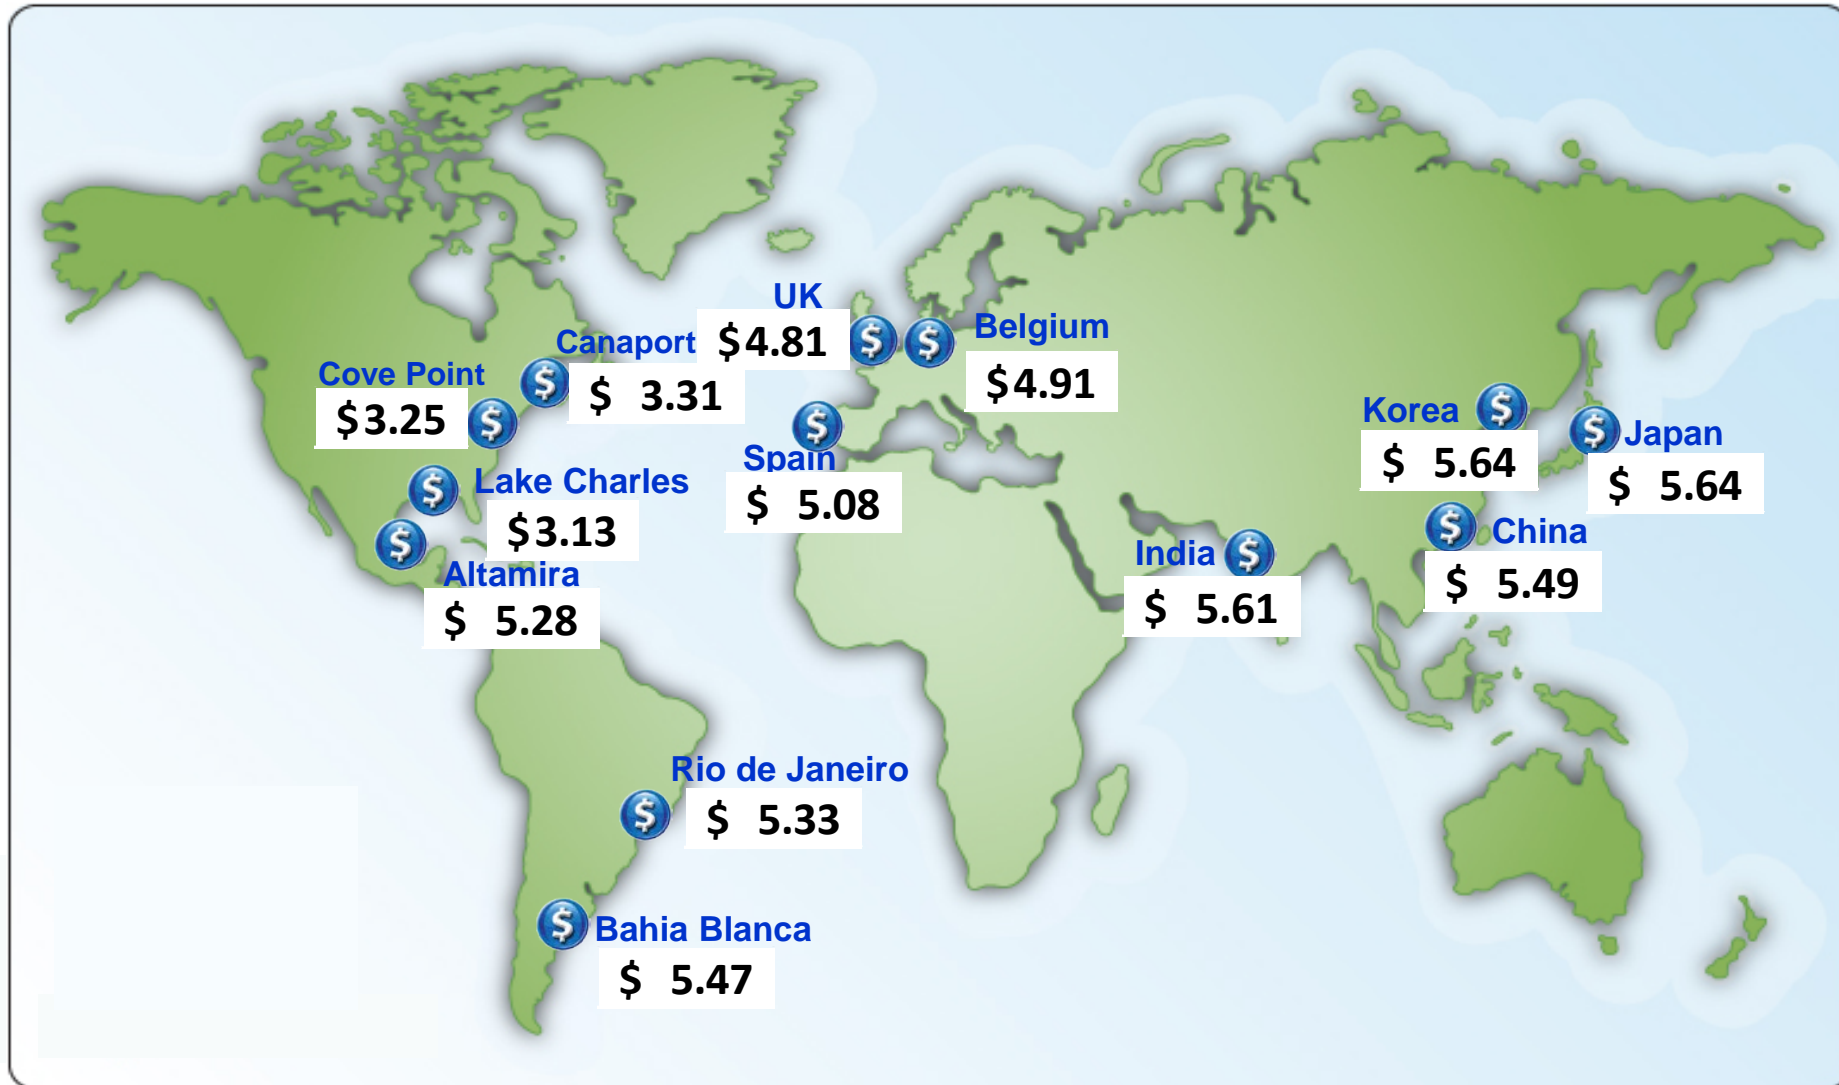 UK
$4.81
Belgium
$4.91
Canaport
$ 3.31
Cove Point
$3.25
Korea
$ 5.64
Japan
$ 5.64
Spain
$ 5.08
Lake Charles
$3.13
China
$ 5.49
India
$ 5.61
Altamira
$ 5.28
Rio de Janeiro
$ 5.33
Bahia Blanca
$ 5.47